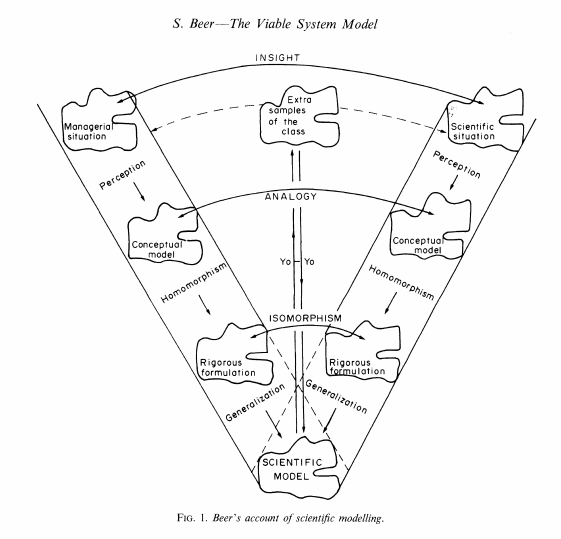 S. Beer—The Viable System Model
INSIGHT
Managerial
situation
Extra
samples
of the
class
Scientific
situation
Perception
Perception
ANALOGY
Conceptual
model
Conceptual
model
Yo
Yo
Homomorphism
Homomorphism
ISOMORPHISM
Rigorous
formulation
Rigorous
formulation
Generalization
Generalization
SCIENTIFIC
MODEL
FIG. 1. Beer's account of scientific modelling.